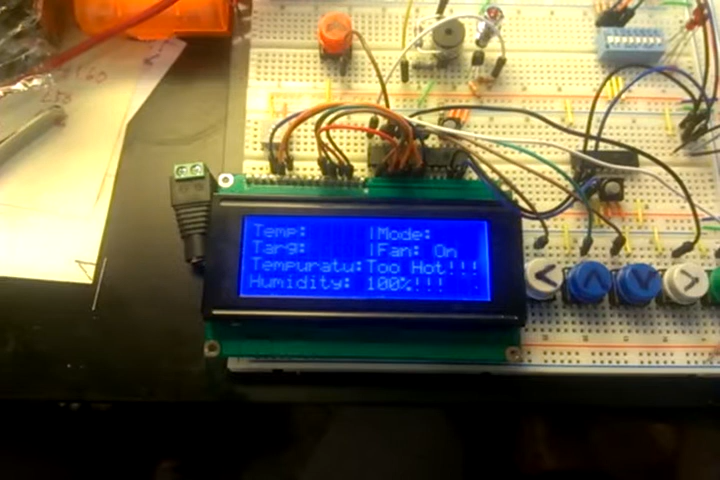 Temp: |Mode:
Targ: |Fan: On
Tempuratu:Too Hot!!!
Humidity: 100%!!!